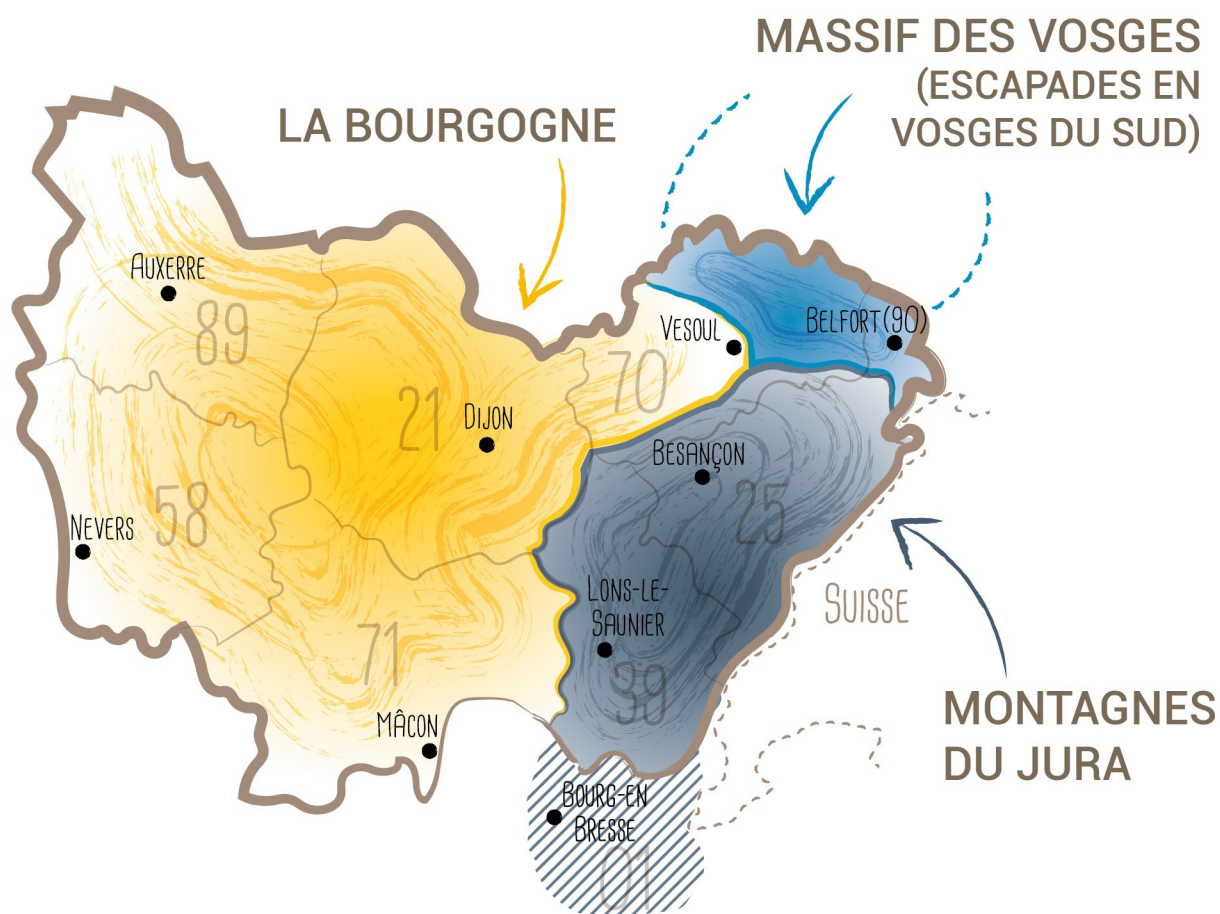 MASSIF DES VOSGES
(ESCAPADES EN
VOSGES DU SUD)
LA BOURGOGNE
AUXERRE
89
BELFORT(90)
VESOUL
70
21
DIJON
BESANÇON
25
58
NEVERS
LONS-LE-
SAUNIER
39
SUISSE
71
MÂCON
MONTAGNES
DU JURA
BOURG-EN
BRESSE
01